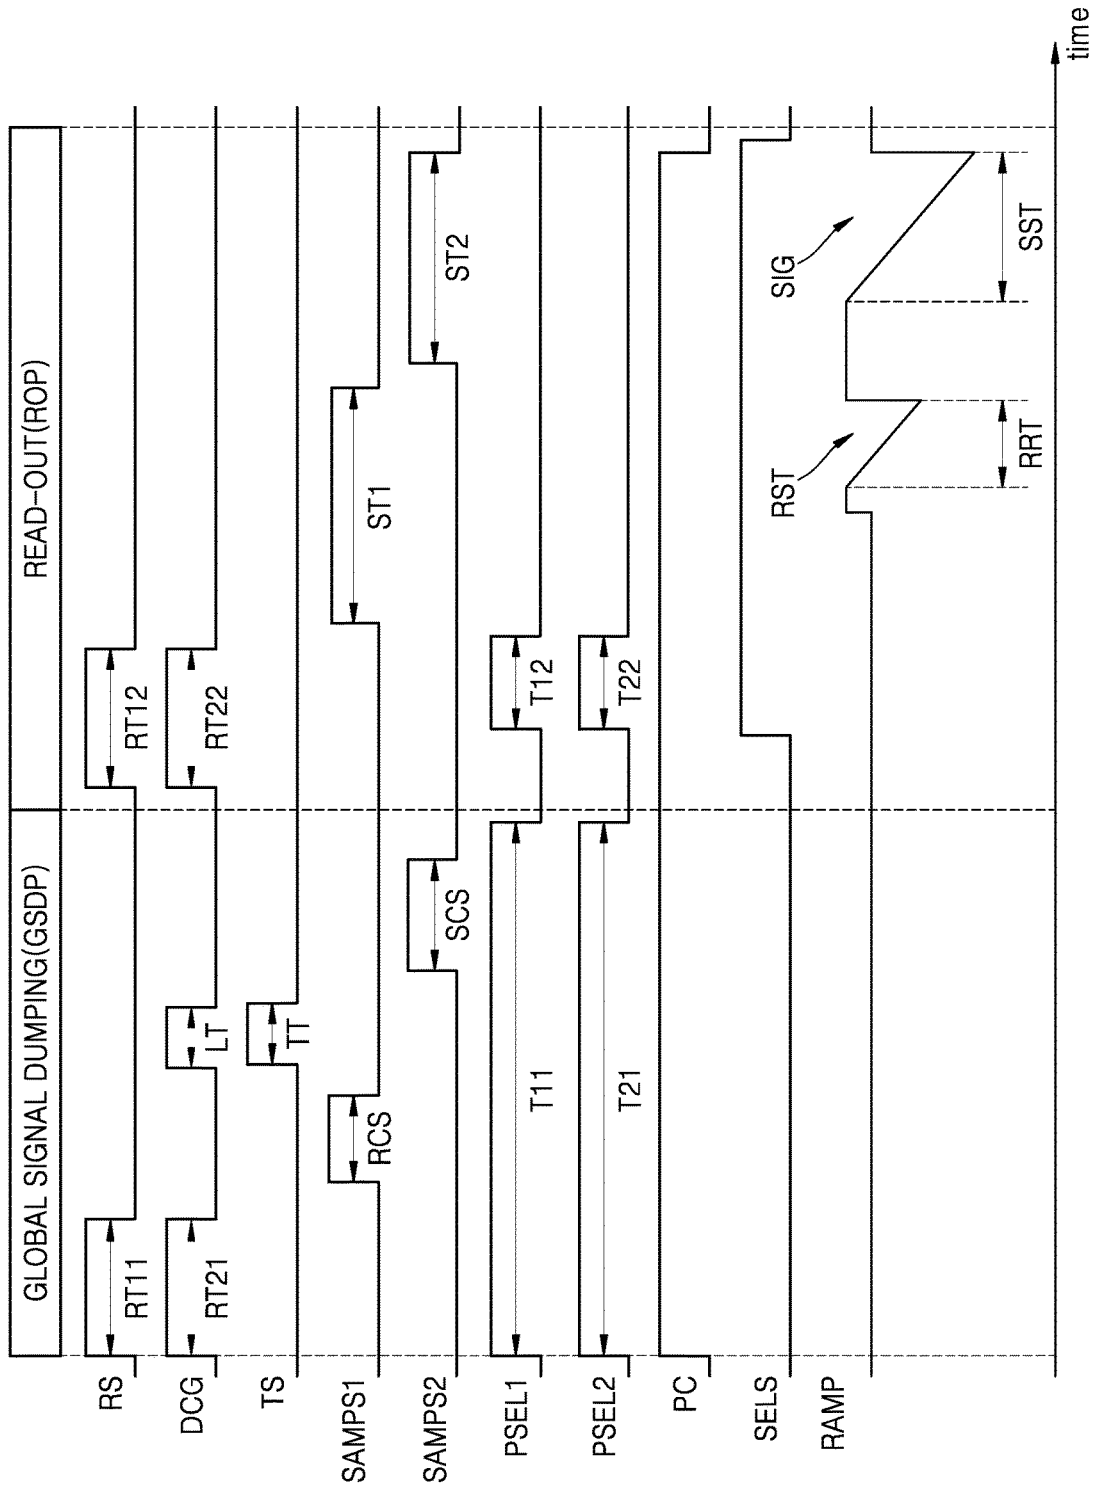 GLOBAL SIGNAL DUMPING(GSDP)
READ-OUT(ROP)
RS
RT11
RT12
DCG
RT21
LT
RT22
TS
TT
SAMPS1
RCS
ST1
SAMPS2
SCS
ST2
PSEL1
T11
T12
PSEL2
T21
T22
PC
SELS
RAMP
RST
SIG
RRT
SST
time